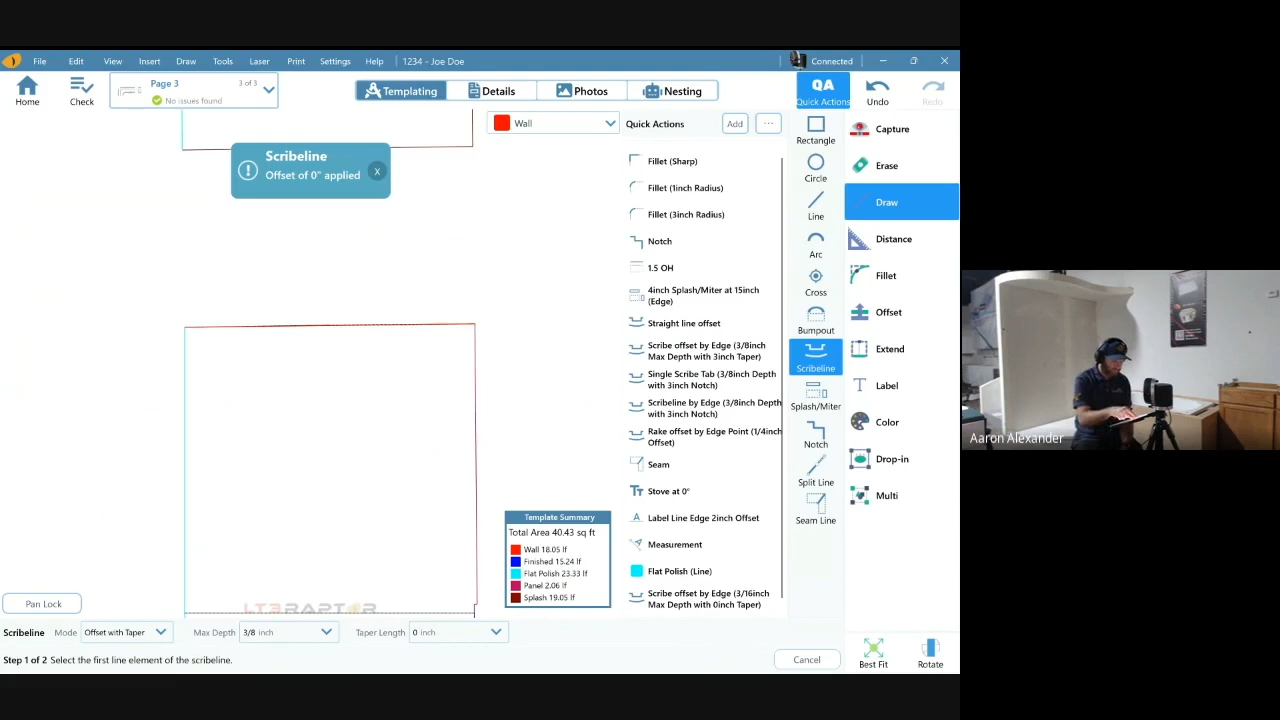 File Edit View Insert Draw Tools Laser Print Settings Help 1234 - Joe Doe Connected
Home
Check
Page 3 3 of 3
No issues found
Templating Details Photos Nesting
QA
Quick Actions
Undo
Redo
Wall
Quick Actions Add ...
Scribeline
Offset of 0" applied
X
Fillet (Sharp)
Fillet (1inch Radius)
Fillet (3inch Radius)
Notch
1.5 OH
4inch Splash/Miter at 15inch
(Edge)
Straight line offset
Scribe offset by Edge (3/8inch
Max Depth with 3inch Taper)
Single Scribe Tab (3/8inch Depth
with 3inch Notch)
Scribeline by Edge (3/8inch Depth
with 3inch Notch)
Rake offset by Edge Point (1/4inch
Offset)
Seam
Stove at 0"
Label Line Edge 2inch Offset
Measurement
Flat Polish (Line)
Scribe offset by Edge (3/16inch
Max Depth with 0inch Taper)
Rectangle
Circle
Line
Arc
Cross
Bumpout
Scribeline
Splash/Miter
Notch
Split Line
Seam Line
Capture
Erase
Draw
Distance
Fillet
Offset
Extend
Label
Color
Drop-in
Multi
Template Summary
Total Area 40.43 sq ft
Wall 18.05 lf
Finished 15.24 lf
Flat Polish 23.33 lf
Panel 2.06 lf
Splash 19.05 lf
LT3RAPTOR
Pan Lock
Scribeline Mode Offset with Taper Max Depth 3/8 inch Taper Length 0 inch
Step 1 of 2 Select the first line element of the scribeline.
Cancel
Best Fit
Rotate
Aaron Alexander